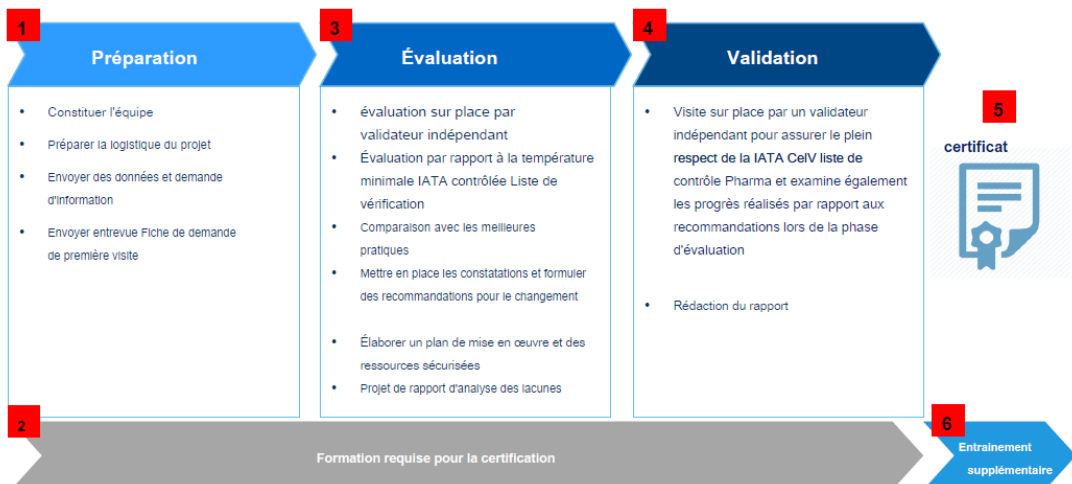 1
Préparation
• Constituer l'équipe
• Préparer la logistique du projet
• Envoyer des données et demande
d'information
• Envoyer entrevue Fiche de demande
de première visite
3
Évaluation
• évaluation sur place par
validateur indépendant
• Évaluation par rapport à la température
minimale IATA contrôlée Liste de
vérification
• Comparaison avec les meilleures
pratiques
• Mettre en place les constatations et formuler
des recommandations pour le changement
• Élaborer un plan de mise en œuvre et des
ressources sécurisées
• Projet de rapport d'analyse des lacunes
4
Validation
• Visite sur place par un validateur
indépendant pour assurer le plein
respect de la IATA CeIV liste de
contrôle Pharma et examine également
les progrès réalisés par rapport aux
recommandations lors de la phase
d'évaluation
• Rédaction du rapport
5
certificat
2
Formation requise pour la certification
6
Entrainement
supplémentaire